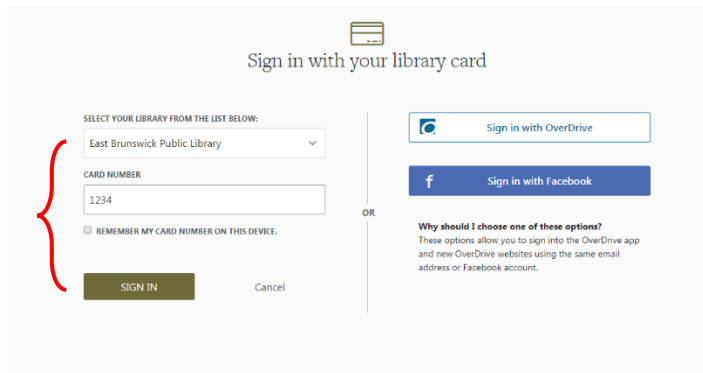 Sign in with your library card
SELECT YOUR LIBRARY FROM THE LIST BELOW:
East Brunswick Public Library
CARD NUMBER
1234
REMEMBER MY CARD NUMBER ON THIS DEVICE.
SIGN IN
Cancel
OR
Sign in with OverDrive
f
Sign in with Facebook
Why should I choose one of these options?
These options allow you to sign into the OverDrive app
and new OverDrive websites using the same email
address or Facebook account.